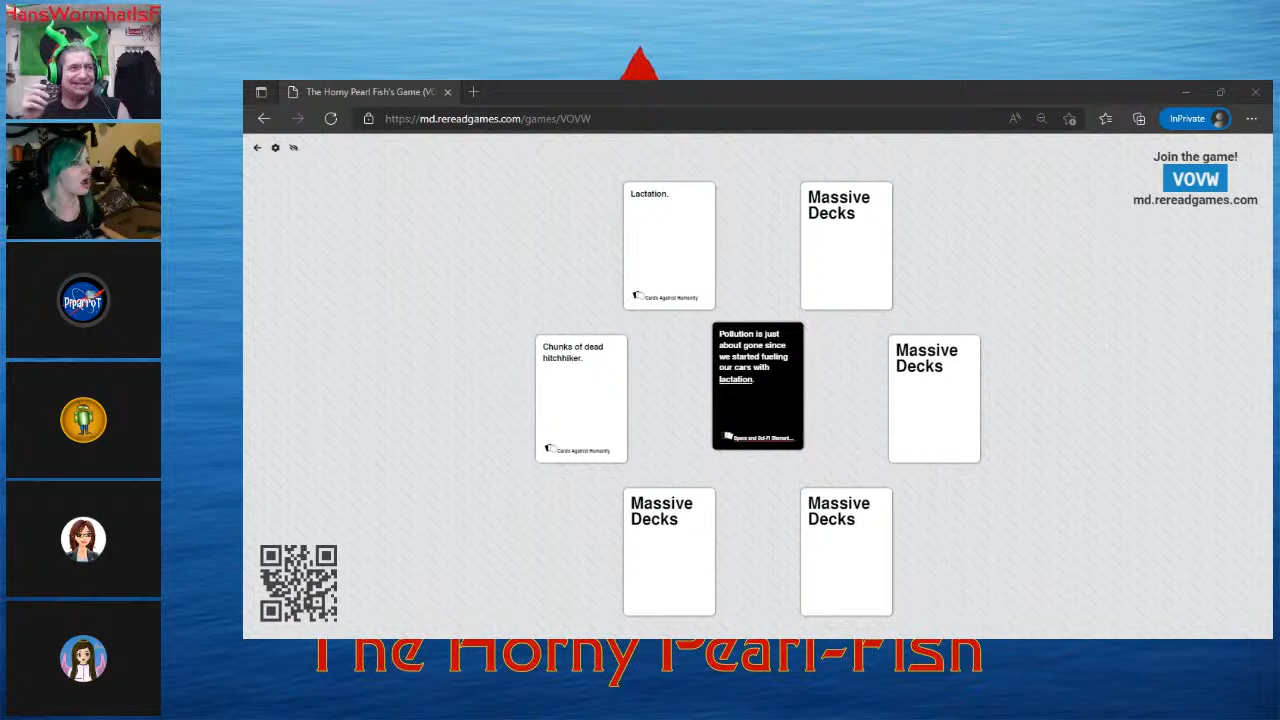 HansWormhatlsF
PrparroT
The Horny Pearl Fish's Game (VO
https://md.rereadgames.com/games/VOVW
InPrivate
Join the game!
VOVW
md.rereadgames.com
Lactation.
Cards Against Humanity
Massive
Decks
Chunks of dead
hitchhiker.
Cards Against Humanity
Pollution is just
about gone since
we started fueling
our cars with
lactation.
Massive
Decks
Massive
Decks
Massive
Decks
The Horny Pearl-Fish